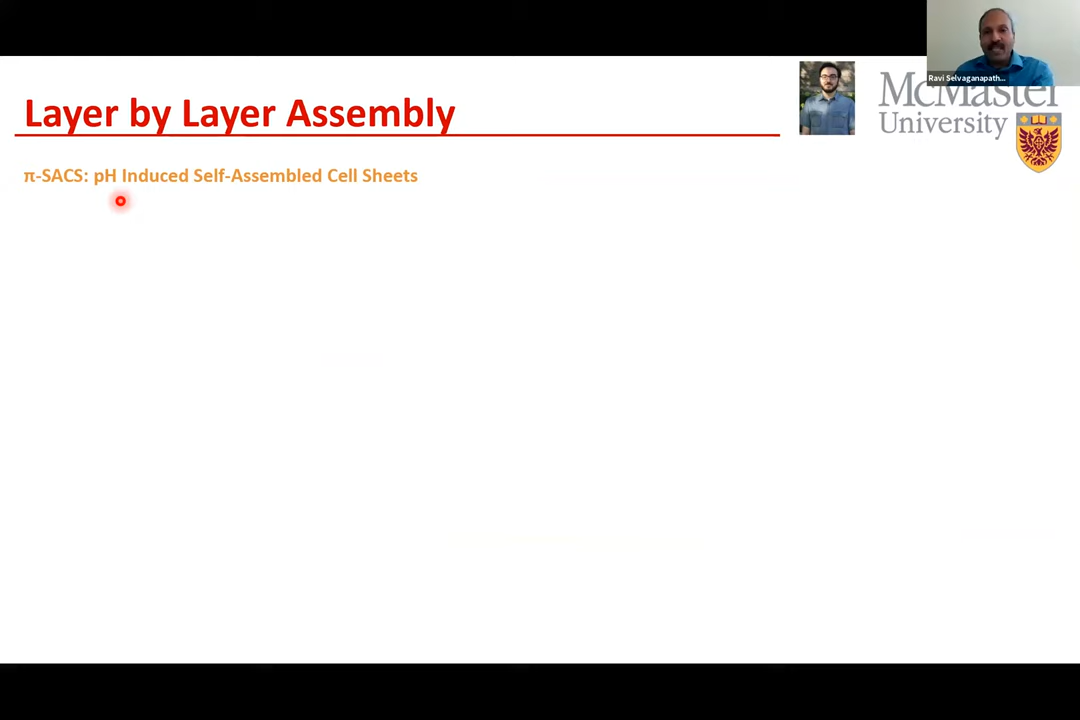 Ravi Selvaganapath...
McMaster
University
Layer by Layer Assembly
π-SACS: pH Induced Self-Assembled Cell Sheets